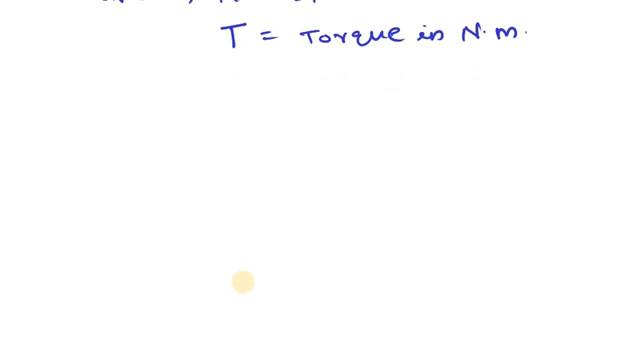 T = Torque in N.m.